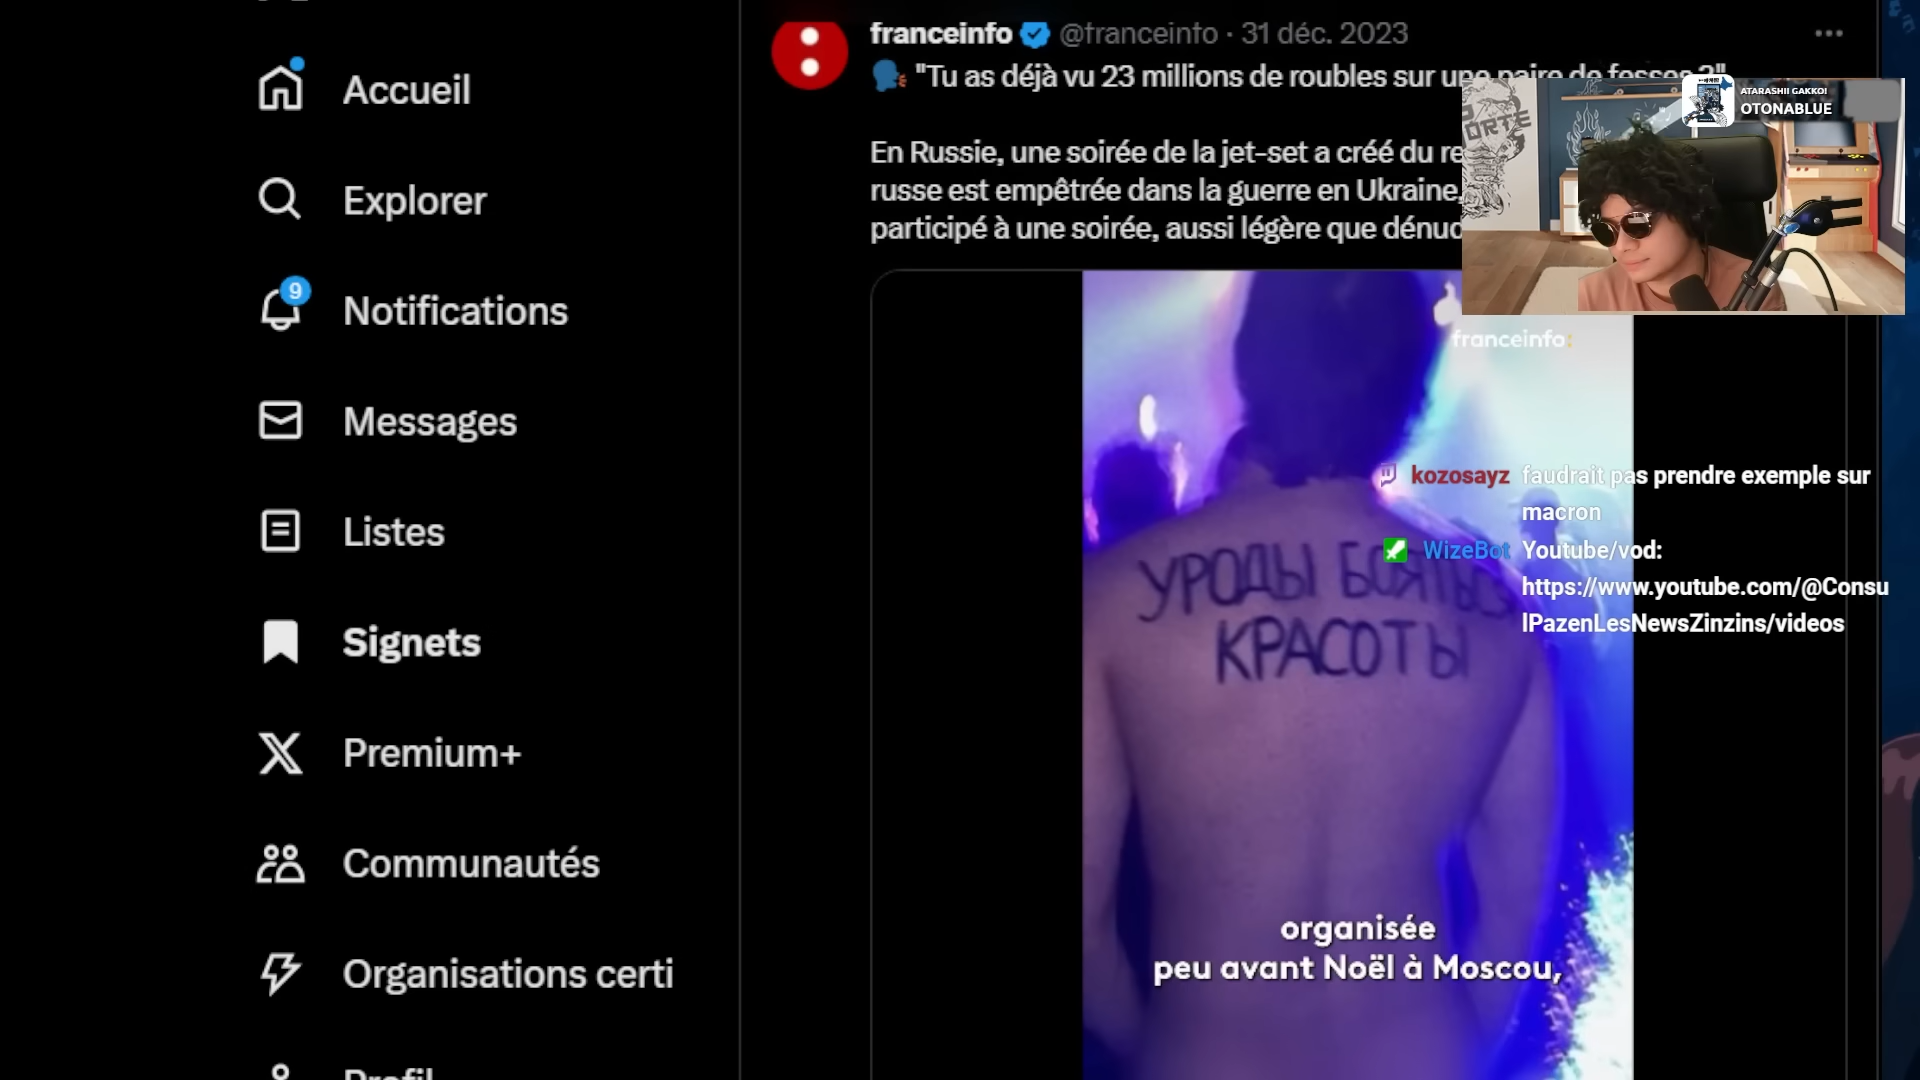 franceinfo @franceinfo · 31 déc. 2023
"Tu as déjà vu 23 millions de roubles sur une paire de fesses ?"
En Russie, une soirée de la jet-set a créé du
russe est empêtrée dans la guerre en Ukraine,
participé à une soirée, aussi légère que
Accueil
Explorer
9
Notifications
Messages
Listes
Signets
Premium+
Communautés
Organisations certi
Profil
ATARASHII GAKKO!
OTONABLUE
franceinfo:
kozosayz faudrait pas prendre exemple sur
macron
WizeBot Youtube/vod:
https://www.youtube.com/@Consu
lPazenLesNewsZinzins/videos
УРОДЫ
КРАСОТЫ
organisée
peu avant Noël à Moscou,